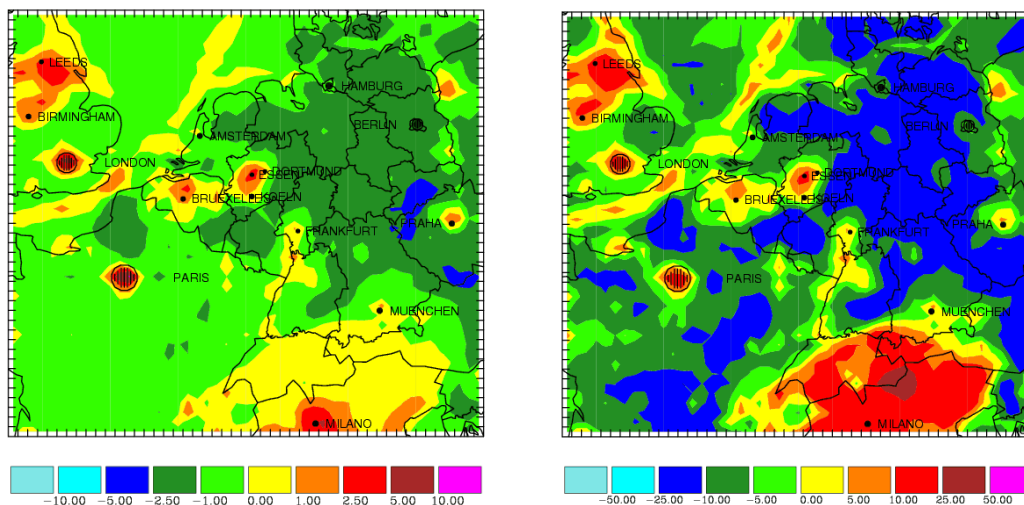 LEEDS
HAMBURG
BIRMINGHAM
BERLIN
AMSTERDAM
LONDON
DORTMUND
ESSEN
BRUEXELLES
KOELN
PRAHA
FRANKFURT
PARIS
MUENCHEN
MILANO
-10.00 -5.00 -2.50 -1.00 0.00 1.00 2.50 5.00 10.00
LEEDS
HAMBURG
BIRMINGHAM
BERLIN
AMSTERDAM
LONDON
DORTMUND
BRUEXELLES
PRAHA
FRANKFURT
PARIS
MUENCHEN
MILANO
-50.00 -25.00 -10.00 -5.00 0.00 5.00 10.00 25.00 50.00